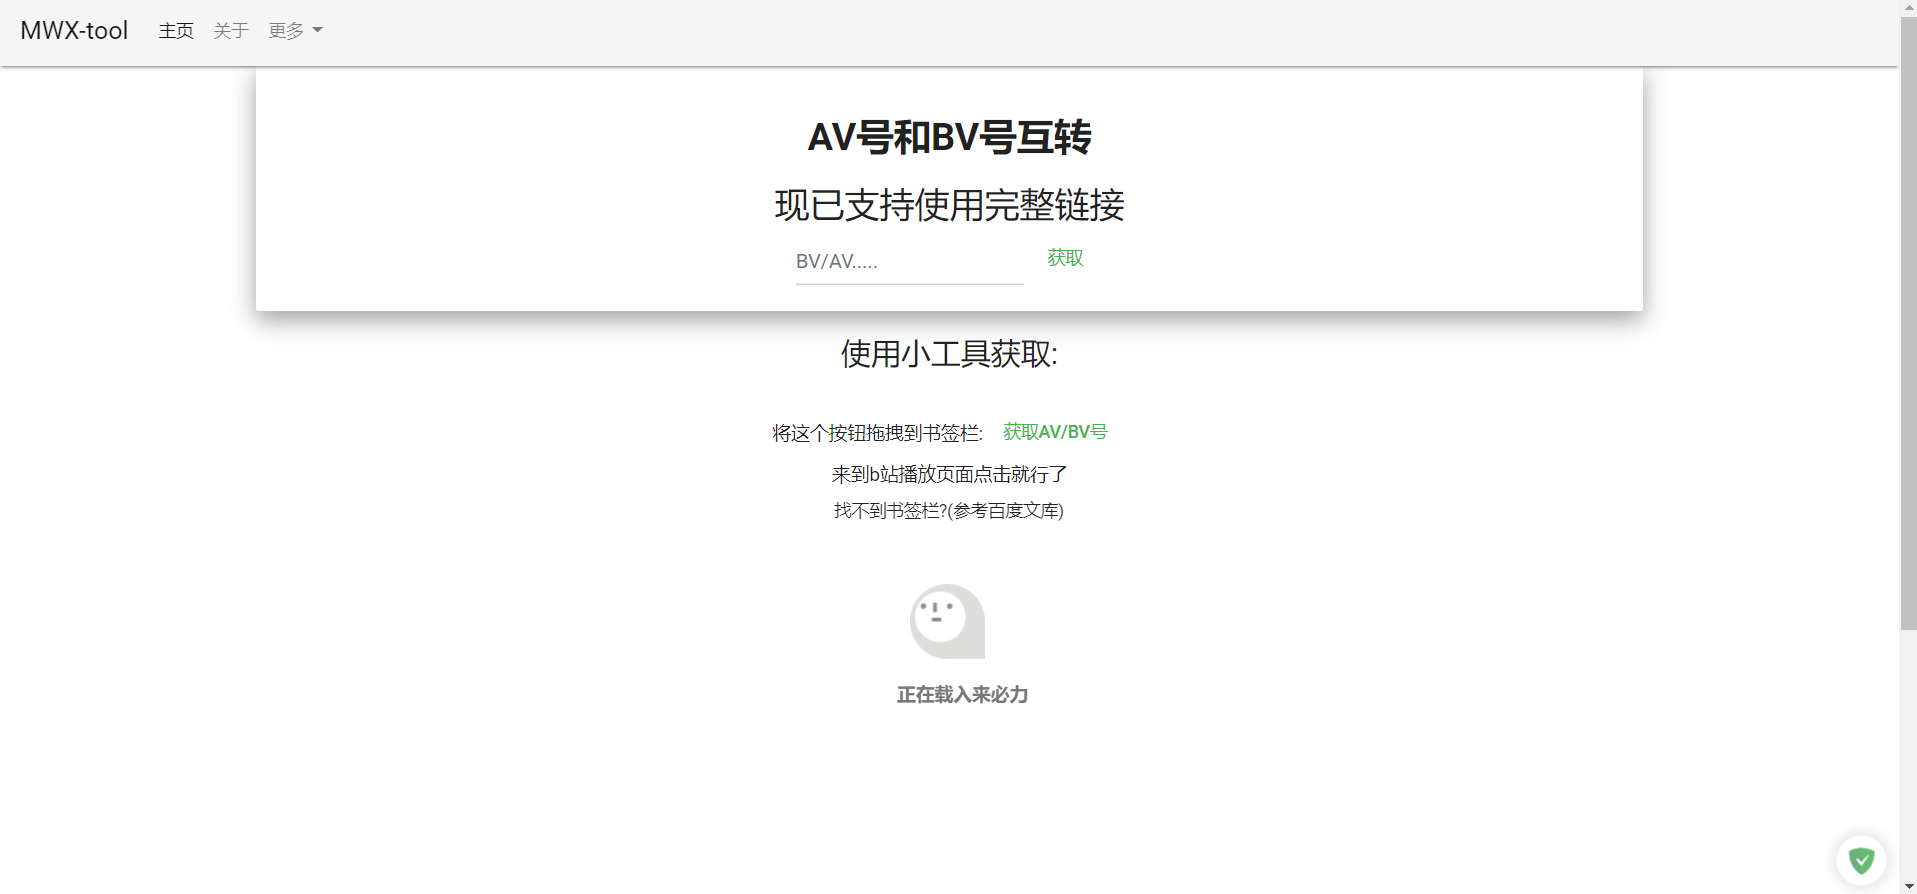 MWX-tool 主页 关于 更多
AV号和BV号互转
现已支持使用完整链接
BV/AV..... 获取
使用小工具获取:
将这个按钮拖拽到书签栏: 获取AV/BV号
来到b站播放页面点击就行了
找不到书签栏?(参考百度文库)
正在载入来必力